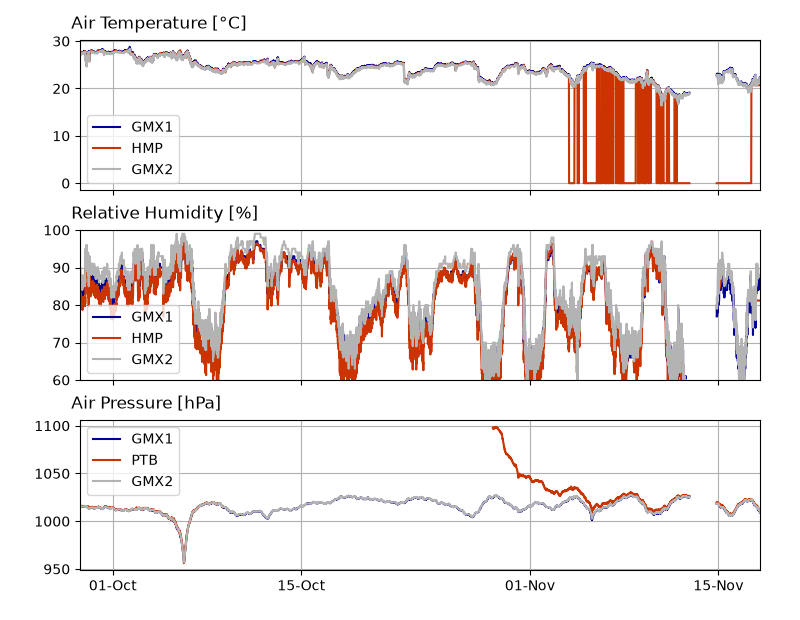 Air Temperature [°C]
30
20
10
0
GMX1
HMP
GMX2
Relative Humidity [%]
100
90
80
70
60
GMX1
HMP
GMX2
Air Pressure [hPa]
1100
1050
1000
950
GMX1
PTB
GMX2
01-Oct 15-Oct 01-Nov 15-Nov